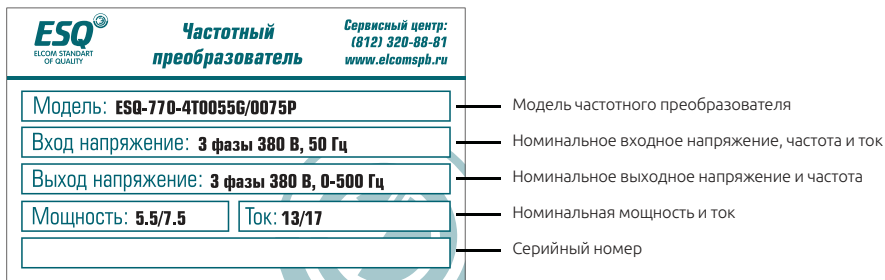 ESQ®
ELCOM STANDART
OF QUALITY
Частотный
преобразователь
Сервисный центр:
(812) 320-88-81
www.elcomspb.ru
Модель: ESQ-770-4T0055G/0075P
Модель частотного преобразователя
Вход напряжение: 3 фазы 380 В, 50 Гц
Номинальное входное напряжение, частота и ток
Выход напряжение: 3 фазы 380 В, 0-500 Гц
Номинальное выходное напряжение и частота
Мощность: 5.5/7.5 Ток: 13/17
Номинальная мощность и ток
Серийный номер